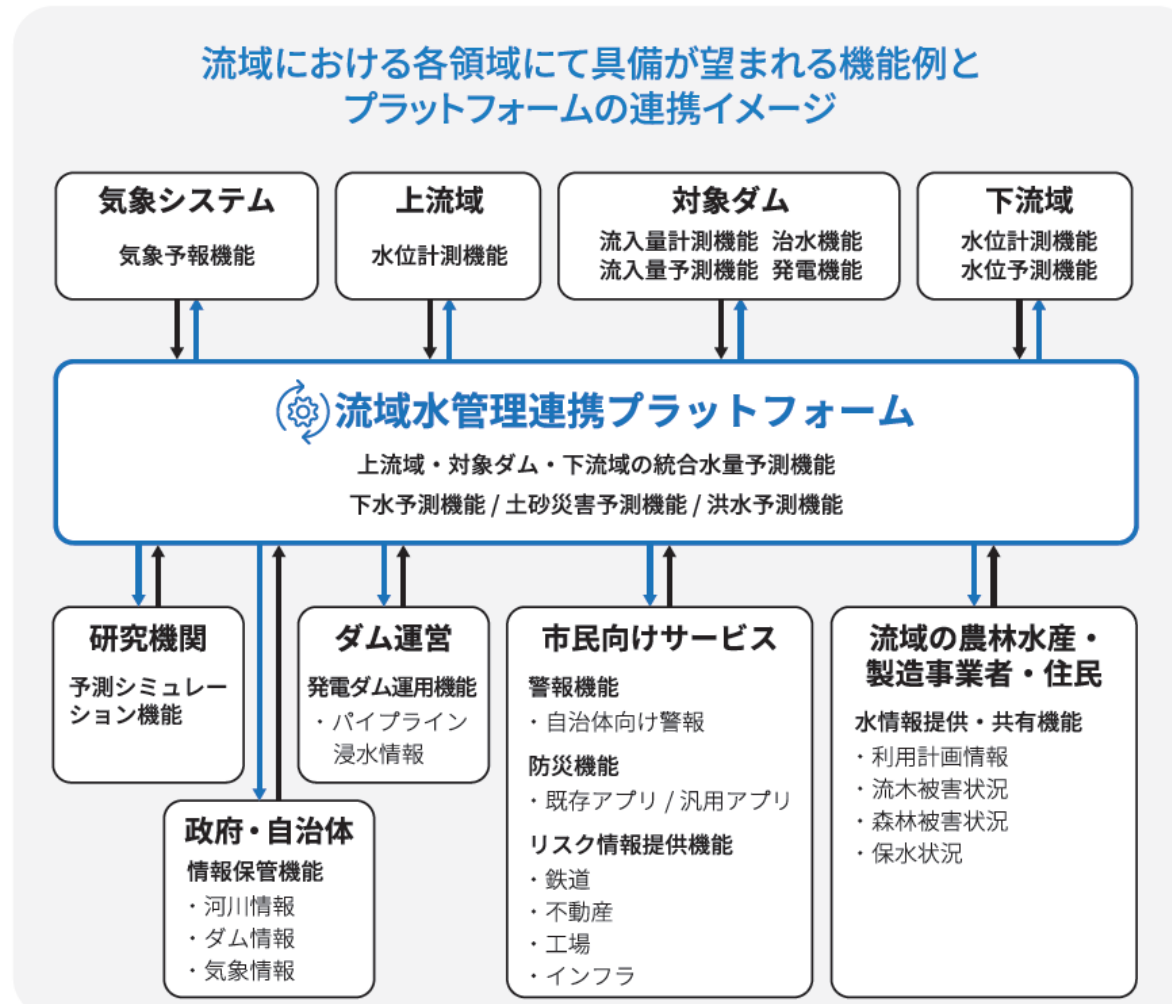 流域における各領域にて具備が望まれる機能例と
プラットフォームの連携イメージ
気象システム
気象予報機能
上流域
水位計測機能
対象ダム
流入量計測機能 治水機能
流入量予測機能 発電機能
下流域
水位計測機能
水位予測機能
流域水管理連携プラットフォーム
上流域・対象ダム・下流域の統合水量予測機能
下水予測機能 / 土砂災害予測機能 / 洪水予測機能
研究機関
予測シミュレー
ション機能
政府・自治体
情報保管機能
・河川情報
・ダム情報
・気象情報
ダム運営
発電ダム運用機能
・パイプライン
浸水情報
市民向けサービス
警報機能
・自治体向け警報
防災機能
・既存アプリ / 汎用アプリ
リスク情報提供機能
・鉄道
・不動産
・工場
・インフラ
流域の農林水産・
製造事業者・住民
水情報提供・共有機能
・利用計画情報
・流木被害状況
・森林被害状況
・保水状況